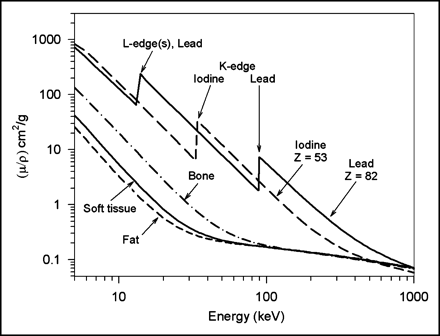 1000
100
10
1
0.1
(μ/ρ) cm²/g
L-edge(s), Lead
K-edge
Iodine
Lead
Iodine
Z = 53
Lead
Z = 82
Bone
Soft tissue
Fat
10
100
1000
Energy (keV)